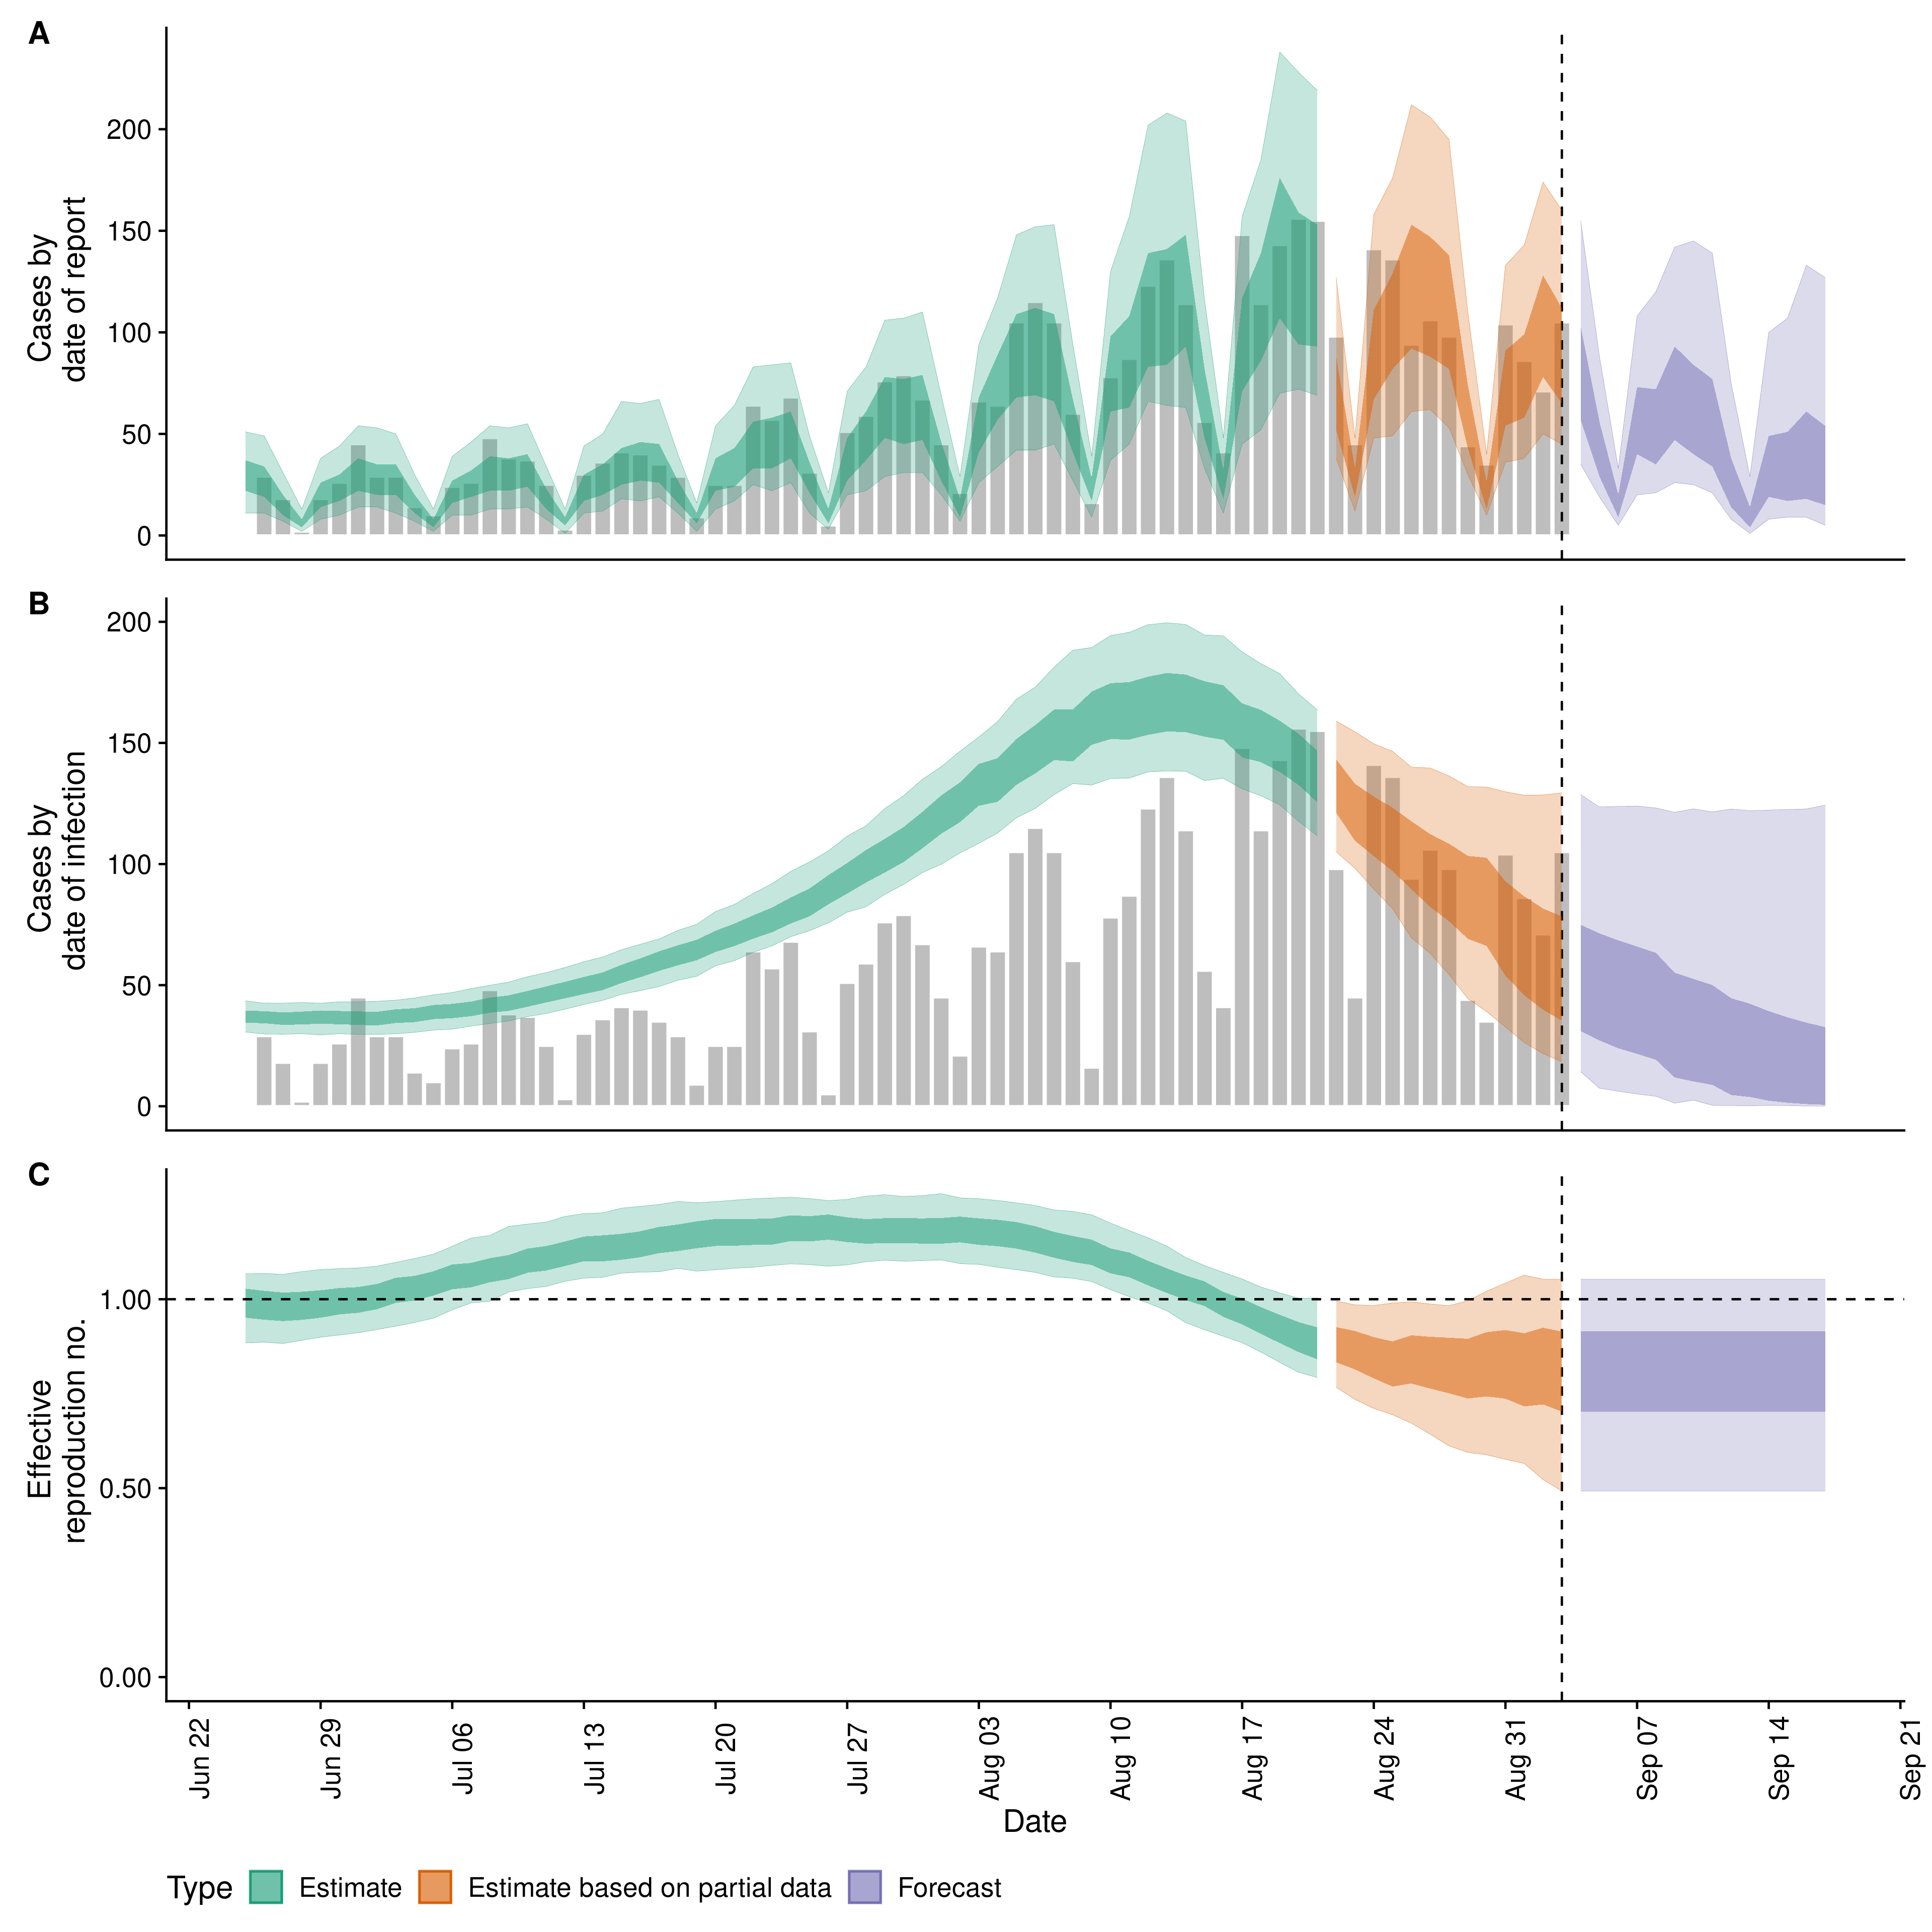 A
Cases by
date of report
200
150
100
50
0
B
Cases by
date of infection
200
150
100
50
0
C
Effective
reproduction no.
1.00
0.50
0.00
Jun 22
Jun 29
Jul 06
Jul 13
Jul 20
Jul 27
Aug 03
Aug 10
Aug 17
Aug 24
Aug 31
Sep 07
Sep 14
Sep 21
Date
Type Estimate Estimate based on partial data Forecast